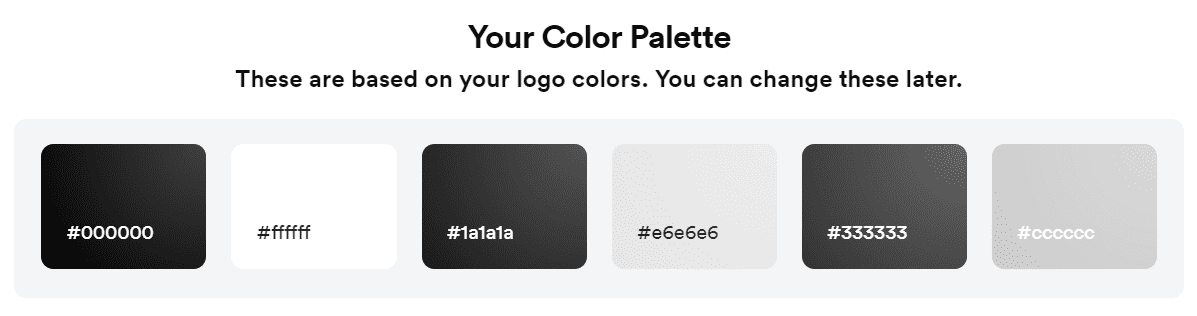 Your Color Palette
These are based on your logo colors. You can change these later.
#000000 #ffffff #1a1a1a #e6e6e6 #333333 #cccccc